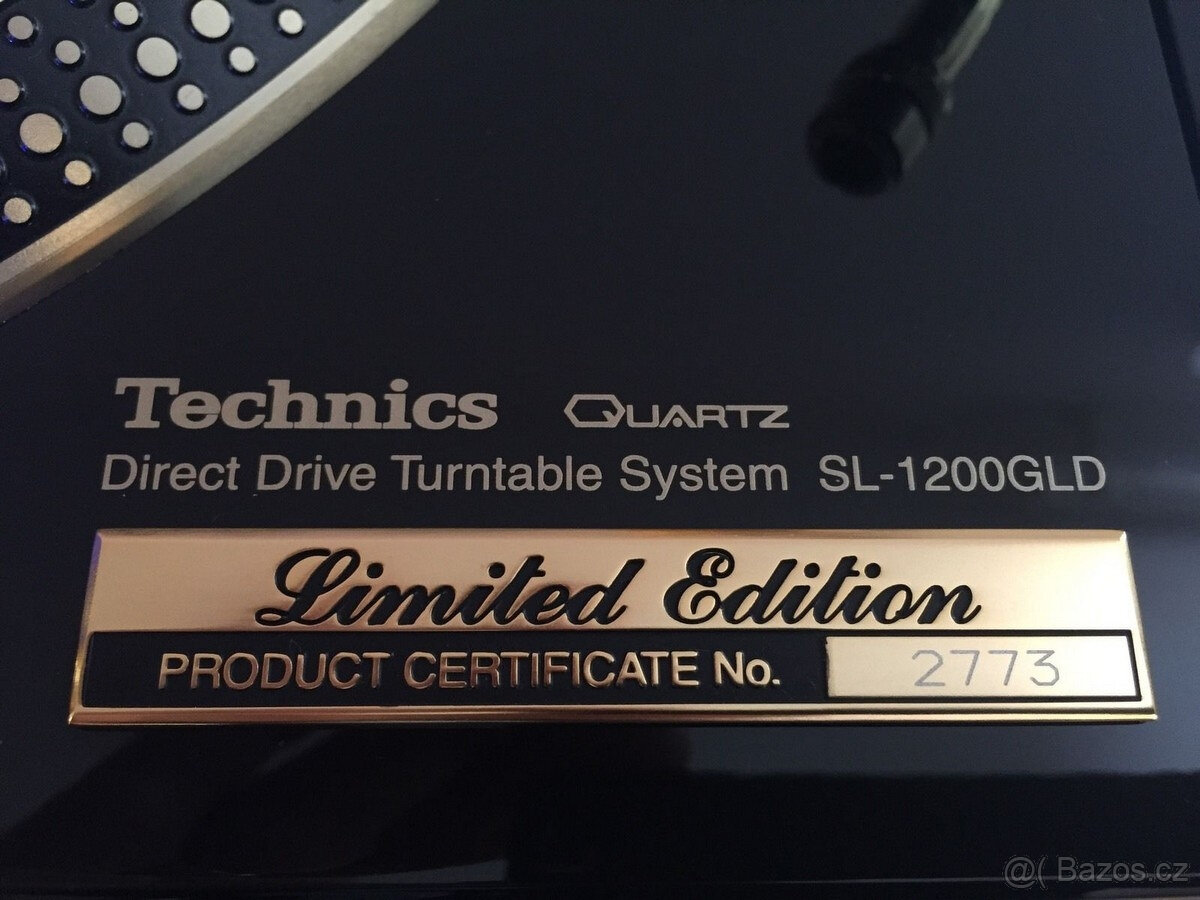 Technics QUARTZ
Direct Drive Turntable System SL-1200GLD
Limited Edition
PRODUCT CERTIFICATE No. 2773
@( Bazos.cz